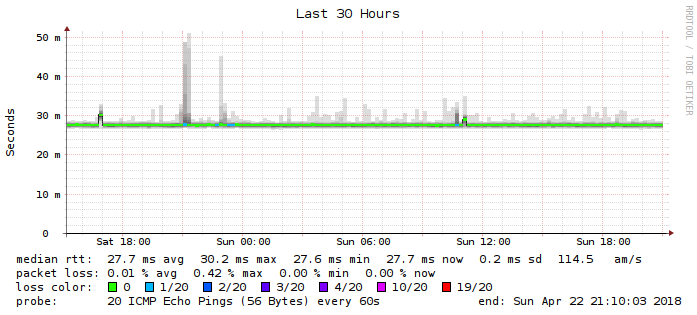 Last 30 Hours
RRDTOOL / TOBI OETIKER
Seconds
50 m
40 m
30 m
20 m
10 m
0
Sat 18:00 Sun 00:00 Sun 06:00 Sun 12:00 Sun 18:00
median rtt: 27.7 ms avg 30.2 ms max 27.6 ms min 27.7 ms now 0.2 ms sd 114.5 am/s
packet loss: 0.01 % avg 0.42 % max 0.00 % min 0.00 % now
loss color: 0 1/20 2/20 3/20 4/20 10/20 19/20
probe: 20 ICMP Echo Pings (56 Bytes) every 60s end: Sun Apr 22 21:10:03 2018